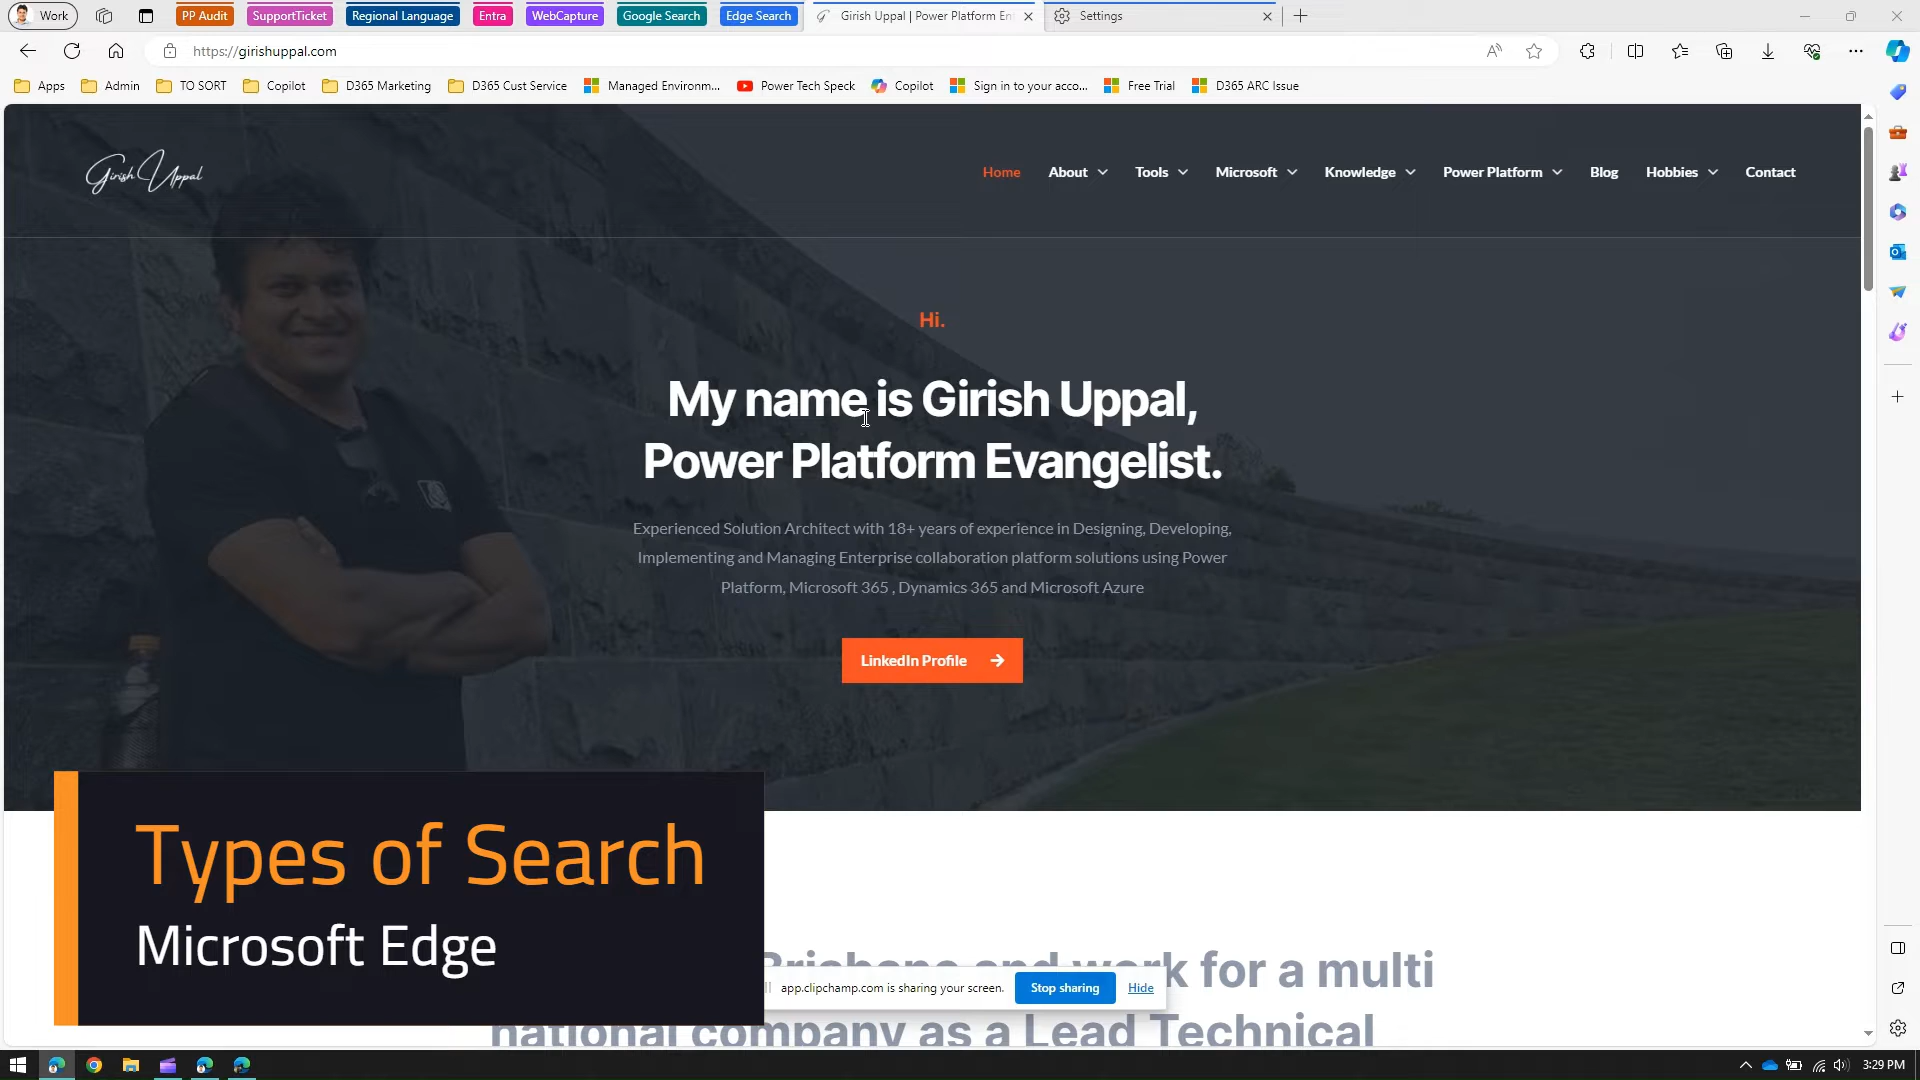 Work
PP Audit
SupportTicket
Regional Language
Entra
WebCapture
Google Search
Edge Search
Girish Uppal | Power Platform En
Settings
https://girishuppal.com
Apps
Admin
TO SORT
Copilot
D365 Marketing
D365 Cust Service
Managed Environm...
Power Tech Speck
Copilot
Sign in to your acco...
Free Trial
D365 ARC Issue
Girish Uppal
Home
About
Tools
Microsoft
Knowledge
Power Platform
Blog
Hobbies
Contact
Hi.
My name is Girish Uppal,
Power Platform Evangelist.
Experienced Solution Architect with 18+ years of experience in Designing, Developing,
Implementing and Managing Enterprise collaboration platform solutions using Power
Platform, Microsoft 365 , Dynamics 365 and Microsoft Azure
LinkedIn Profile
Types of Search
Microsoft Edge
Brisbane and work for a multi
app.clipchamp.com is sharing your screen.
Stop sharing
Hide
national company as a Lead Technical
3:29 PM